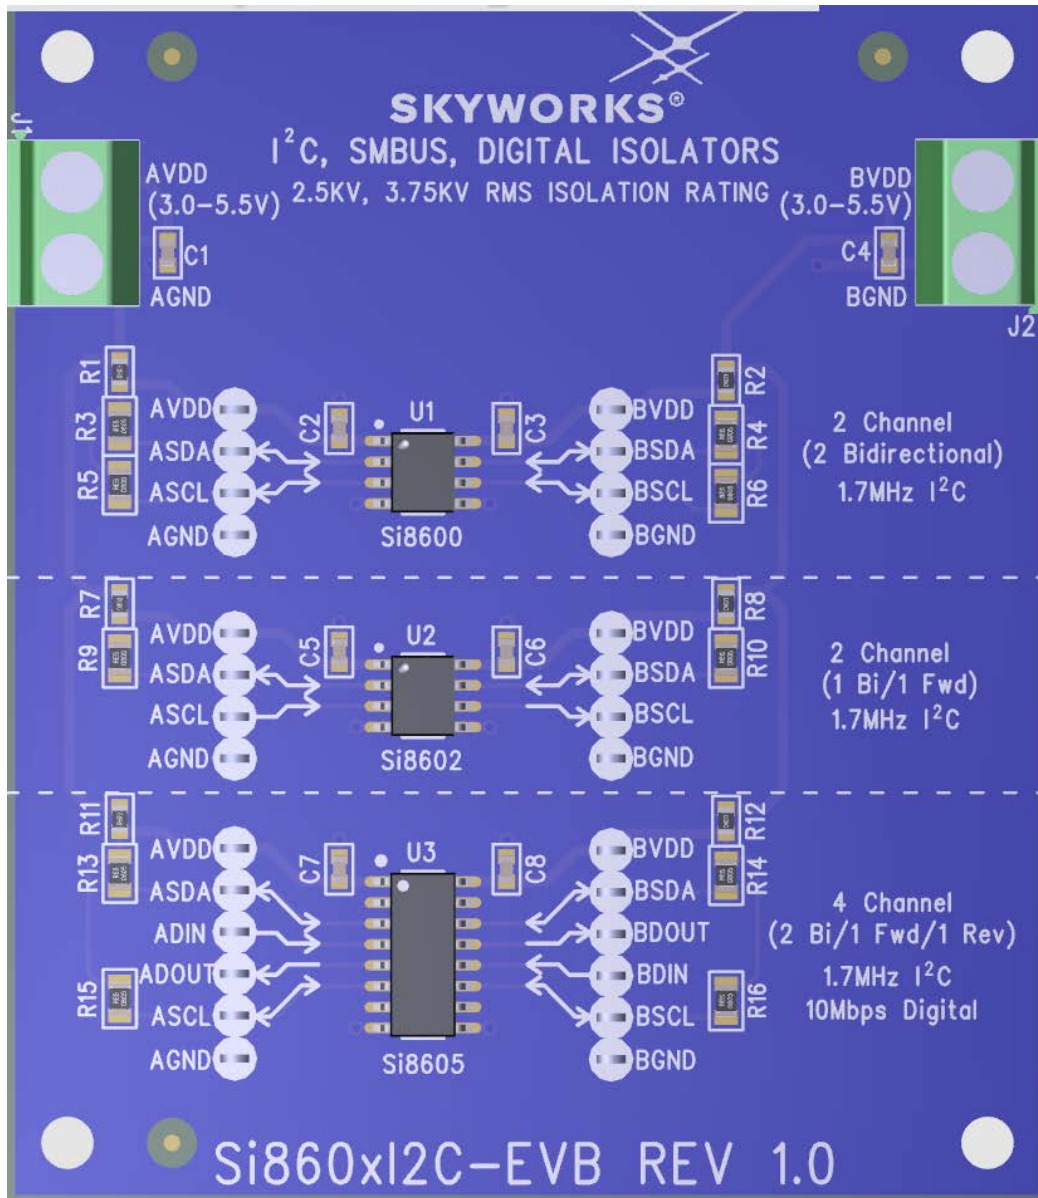 SKYWORKS®
I²C, SMBUS, DIGITAL ISOLATORS
2.5KV, 3.75KV RMS ISOLATION RATING
J1
AVDD
(3.0-5.5V)
C1
AGND
BVDD
(3.0-5.5V)
C4
BGND
J2
R1
R3
R5
AVDD
ASDA
ASCL
AGND
C2
U1
Si8600
C3
BVDD
BSDA
BSCL
BGND
R2
R4
R6
2 Channel
(2 Bidirectional)
1.7MHz I²C
R7
R9
AVDD
ASDA
ASCL
AGND
C5
U2
Si8602
C6
BVDD
BSDA
BSCL
BGND
R8
R10
2 Channel
(1 Bi/1 Fwd)
1.7MHz I²C
R11
R13
R15
AVDD
ASDA
ADIN
ADOUT
ASCL
AGND
C7
U3
Si8605
C8
BVDD
BSDA
BDOUT
BDIN
BSCL
BGND
R12
R14
R16
4 Channel
(2 Bi/1 Fwd/1 Rev)
1.7MHz I²C
10Mbps Digital
Si860xI2C-EVB REV 1.0